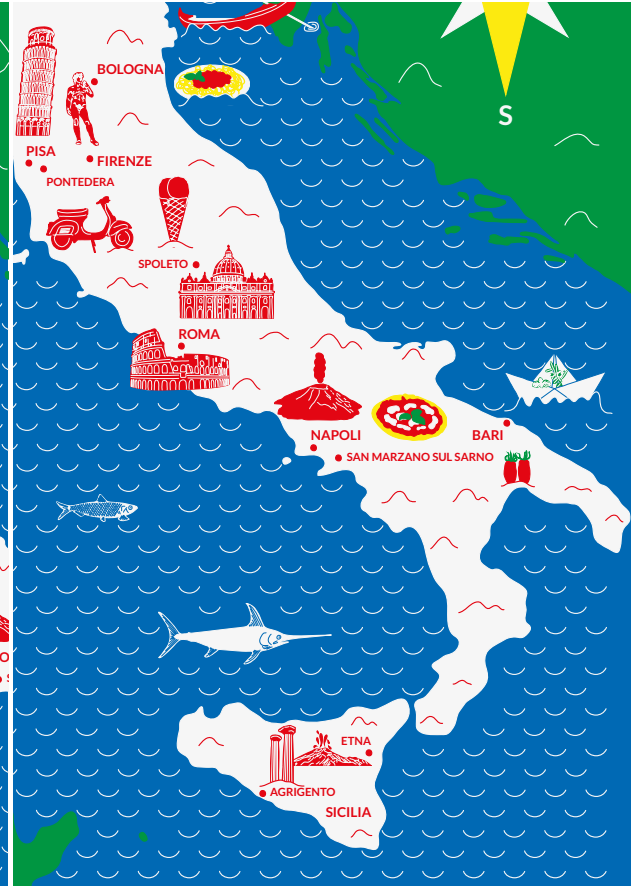 S
BOLOGNA
PISA
FIRENZE
PONTEDERA
SPOLETO
ROMA
NAPOLI
BARI
SAN MARZANO SUL SARNO
ETNA
AGRIGENTO
SICILIA